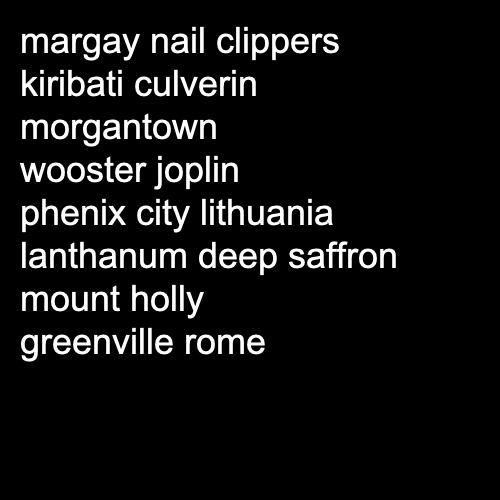 margay nail clippers
kiribati culverin
morgantown
wooster joplin
phenix city lithuania
lanthanum deep saffron
mount holly
greenville rome